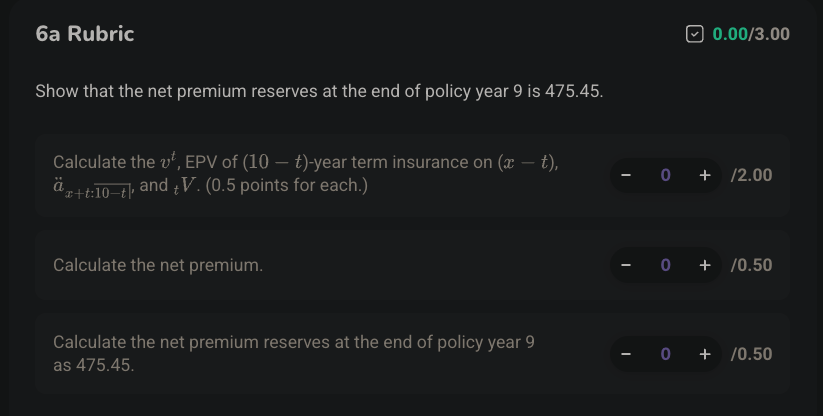 6a Rubric
0.00/3.00
Show that the net premium reserves at the end of policy year 9 is 475.45.
Calculate the $v^t$, EPV of $(10 - t)$-year term insurance on $(x - t)$,
$\ddot{a}_{x+t:\overline{10-t|}}$, and ${}_tV$. (0.5 points for each.)
− 0 + /2.00
Calculate the net premium.
− 0 + /0.50
Calculate the net premium reserves at the end of policy year 9
as 475.45.
− 0 + /0.50